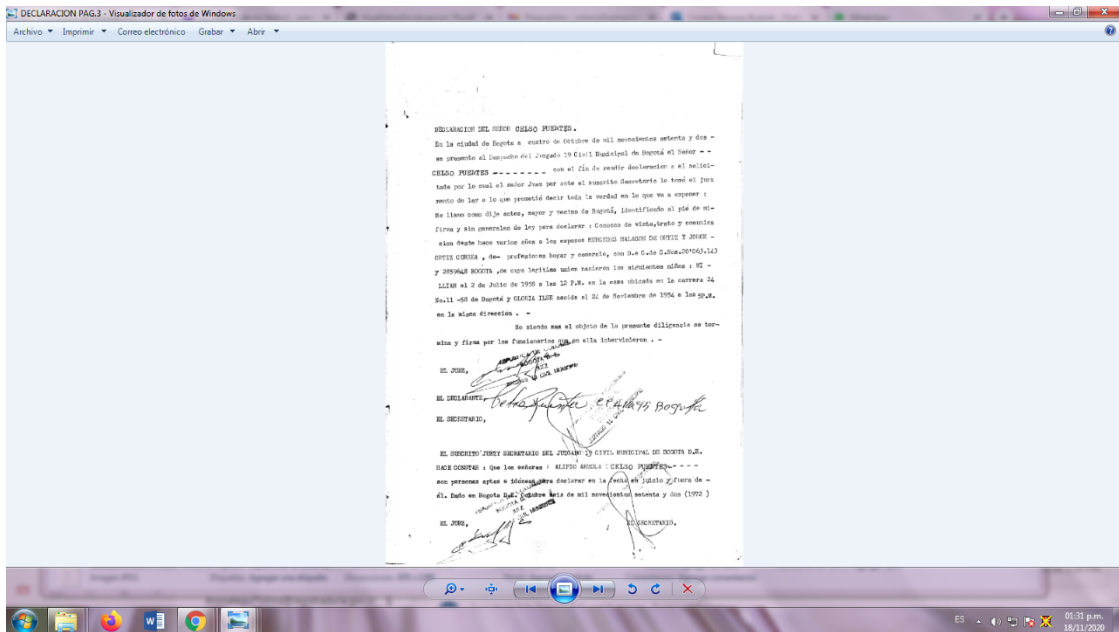 DECLARACION PAG.3 - Visualizador de fotos de Windows
Archivo Imprimir Correo electrónico Grabar Abrir
DECLARACION DEL SEÑOR CELSO PUENTES.
En la ciudad de Bogota a cuatro de Octubre de mil novecientos setenta y dos -
se presento al Despacho del Juzgado 19 Civil Municipal de Bogotá el Señor - -
CELSO PUENTES - - - - - - - - con el fin de rendir declaracion a el solici-
tada por lo cual el señor Juez por ante el suscrito Secretario le tomó el jura
mento de Ley a lo que prometió decir toda la verdad en lo que va a exponer :
Me llamo como dije antes, mayor y vecino de Bogotá, identificado al pié de mi-
firma y sin generales de ley para declarar : Conozco de vista,trato y comunica
cion desde hace varios años a los esposos MERCEDES MALAGON DE ORTIZ Y JORGE -
ORTIZ CORREA , de- profesiones hogar y comercio, con
y 2859648 BOGOTA ,de cuya legitima union nacieron los siguientes niños : WI -
LLIAM el 2 de Julio de 1958 a las 12 P.M. en la casa ubicada en la carrera 24
No.11 -58 de Bogotá y GLORIA ILSE nacida el 24 de Noviembre de 1954 a las 5P.M.
en la misma direccion . -
No siendo mas el objeto de la presente diligencia se ter-
mina y firma por los funcionarios que en ella intervinieron . -
EL JUEZ,
EL DECLARANTE,
Bogotá
EL SECRETARIO,
EL SUSCRITO JUEZ Y SECRETARIO DEL JUZGADO 19 CIVIL MUNICIPAL DE BOGOTA D.E.
HACE CONSTAR : Que los señores : CELSO PUENTES- - - - -
son personas aptas e idóneas para declarar en la fecha en juicio y fuera de -
él. Dado en Bogota D.E. Octubre seis de mil novecientos setenta y dos (1972 )
EL JUEZ,
EL SECRETARIO,
ES
01:31 p.m.
18/11/2020